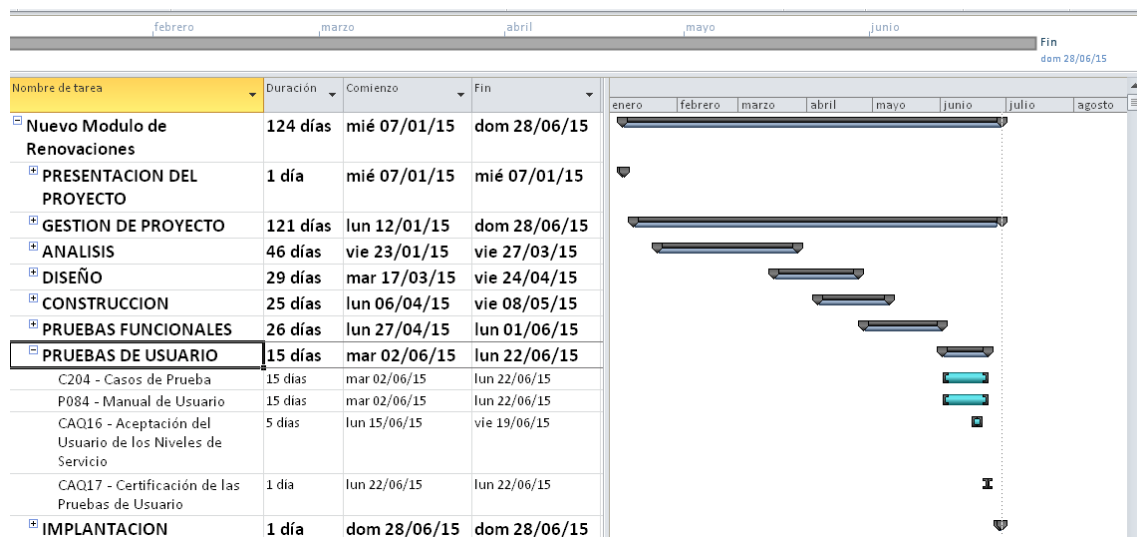 febrero marzo abril mayo junio
Fin
dom 28/06/15
Nombre de tarea Duración Comienzo Fin
enero febrero marzo abril mayo junio julio agosto
Nuevo Modulo de 124 días mié 07/01/15 dom 28/06/15
Renovaciones
PRESENTACION DEL 1 día mié 07/01/15 mié 07/01/15
PROYECTO
GESTION DE PROYECTO 121 días lun 12/01/15 dom 28/06/15
ANALISIS 46 días vie 23/01/15 vie 27/03/15
DISEÑO 29 días mar 17/03/15 vie 24/04/15
CONSTRUCCION 25 días lun 06/04/15 vie 08/05/15
PRUEBAS FUNCIONALES 26 días lun 27/04/15 lun 01/06/15
PRUEBAS DE USUARIO 15 días mar 02/06/15 lun 22/06/15
C204 - Casos de Prueba 15 días mar 02/06/15 lun 22/06/15
P084 - Manual de Usuario 15 días mar 02/06/15 lun 22/06/15
CAQ16 - Aceptación del 5 días lun 15/06/15 vie 19/06/15
Usuario de los Niveles de
Servicio
CAQ17 - Certificación de las 1 día lun 22/06/15 lun 22/06/15
Pruebas de Usuario
IMPLANTACION 1 día dom 28/06/15 dom 28/06/15